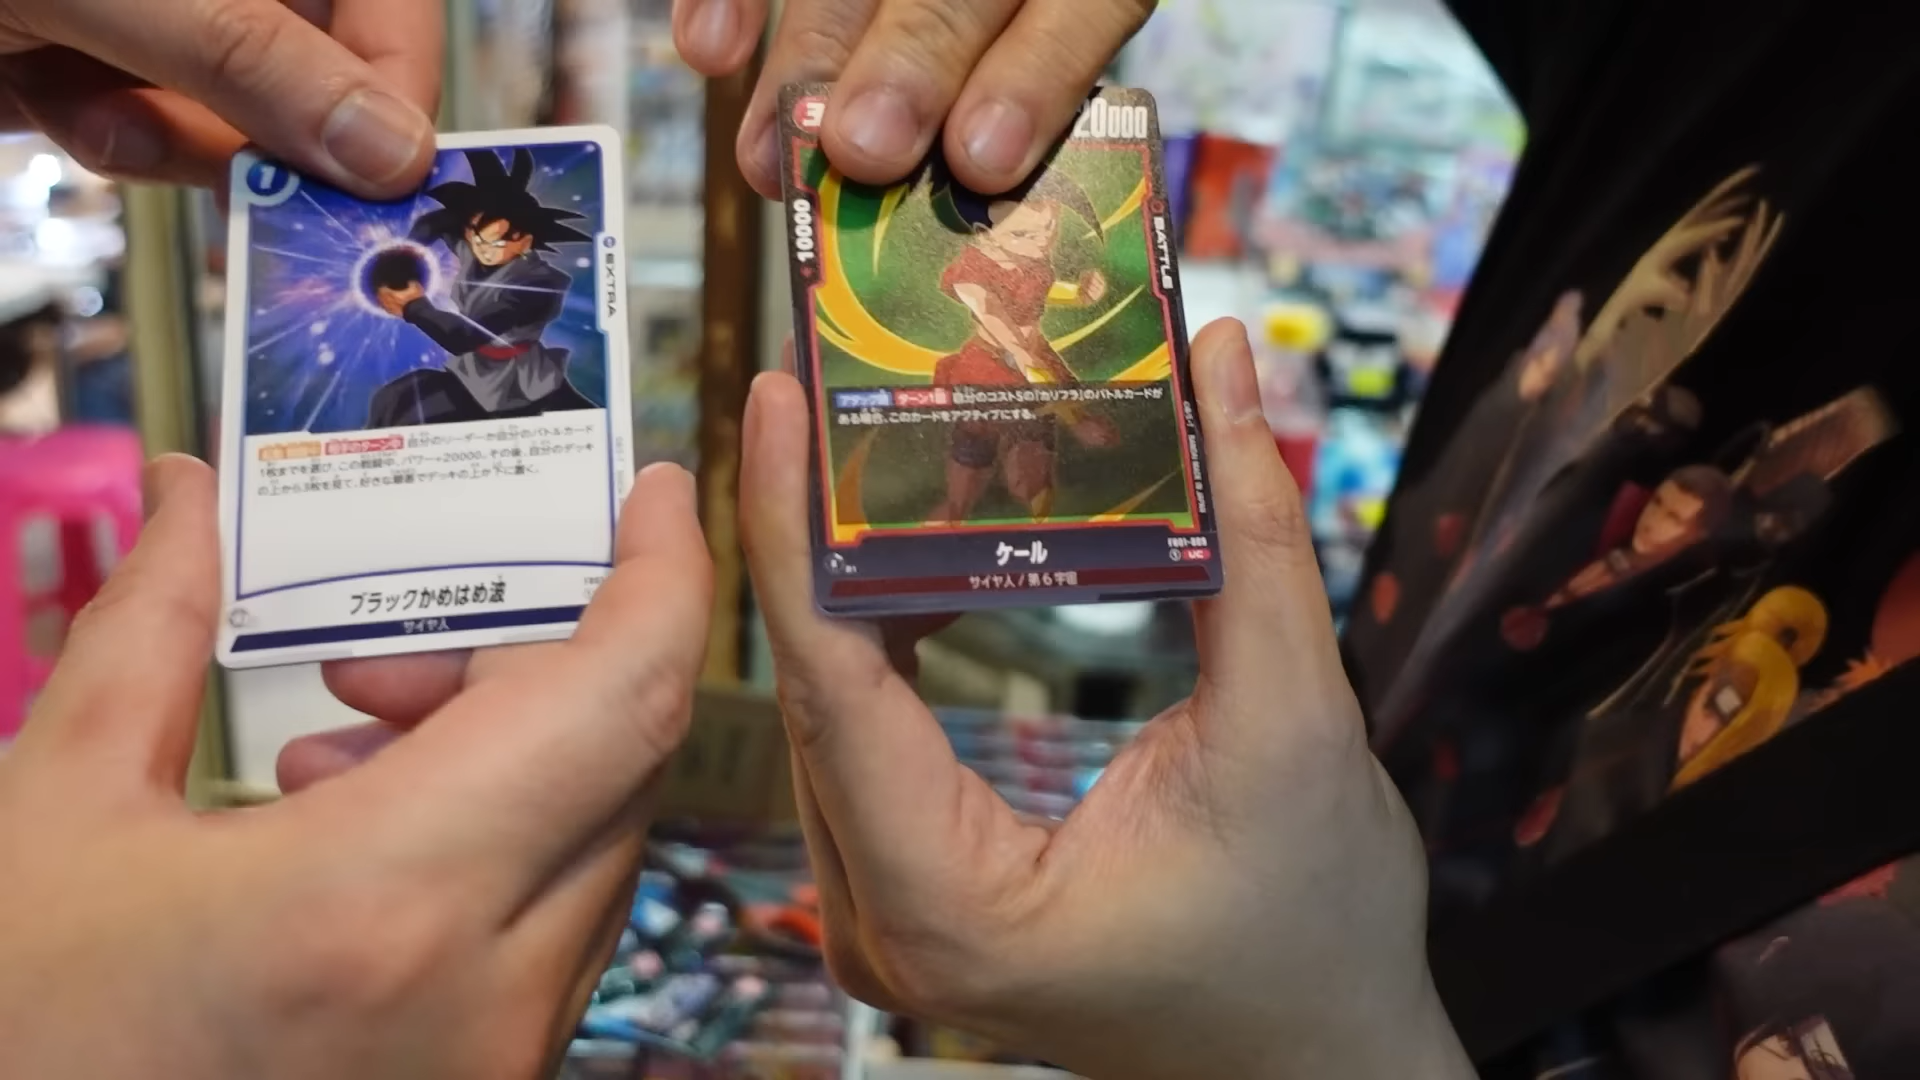 1
EXTRA
自分のリーダーか自分のバトルカード
1枚までを選び、この戦闘中、パワー+20000。その後、自分のデッキ
の上から3枚を見て、好きな順番でデッキの上か下に置く。
ブラックかめはめ波
サイヤ人
3
20000
+10000
BATTLE
アタック時 ターン1回 自分のコスト5の「カリフラ」のバトルカードが
ある場合、このカードをアクティブにする。
ケール
UC
サイヤ人 / 第6宇宙